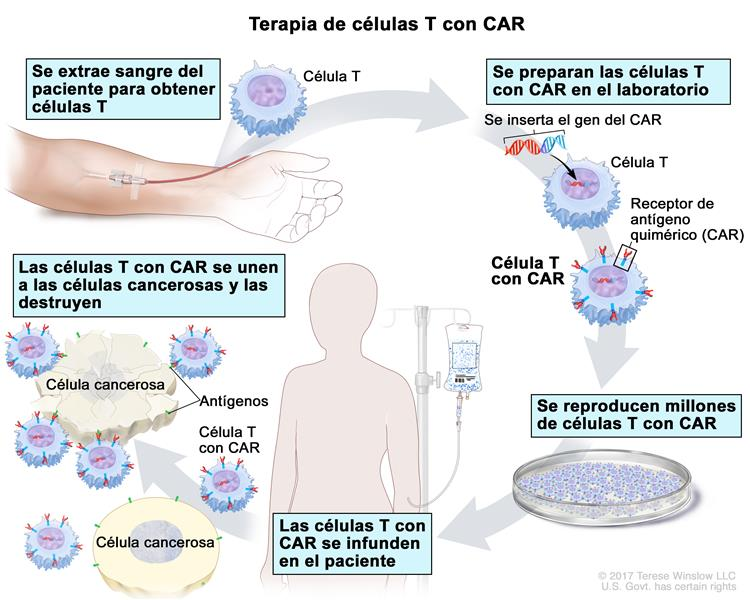 Terapia de células T con CAR
Se extrae sangre del
paciente para obtener
células T
Célula T
Se preparan las células T
con CAR en el laboratorio
Se inserta el gen del CAR
Célula T
Receptor de
antígeno
quimérico (CAR)
Célula T
con CAR
Se reproducen millones
de células T con CAR
Las células T con
CAR se infunden
en el paciente
Las células T con CAR se unen
a las células cancerosas y las
destruyen
Célula cancerosa
Antígenos
Célula T
con CAR
Célula cancerosa
© 2017 Terese Winslow LLC
U.S. Govt. has certain rights